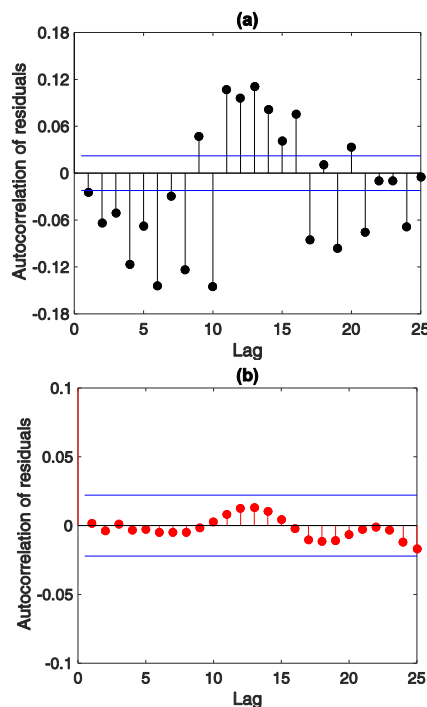 (a)
0.18
0.12
0.06
0
-0.06
-0.12
-0.18
Autocorrelation of residuals
0 5 10 15 20 25
Lag
(b)
0.1
0.05
0
-0.05
-0.1
Autocorrelation of residuals
0 5 10 15 20 25
Lag